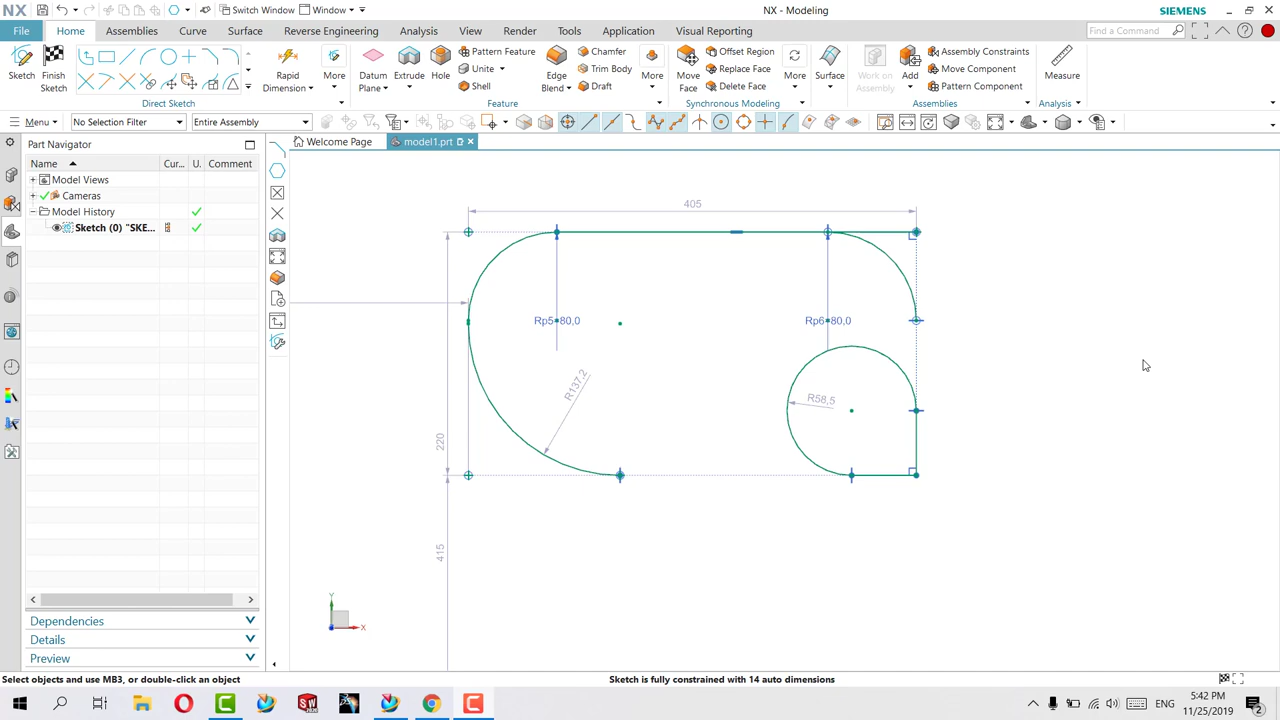 NX
Switch Window
Window
NX - Modeling
SIEMENS
File
Home
Assemblies
Curve
Surface
Reverse Engineering
Analysis
View
Render
Tools
Application
Visual Reporting
Find a Command
Sketch
Finish Sketch
Direct Sketch
Rapid Dimension
More
Datum Plane
Extrude
Hole
Pattern Feature
Unite
Shell
Feature
Edge Blend
Chamfer
Trim Body
Draft
More
Move Face
Offset Region
Replace Face
Delete Face
Synchronous Modeling
More
Surface
Work on Assembly
Add
Assembly Constraints
Move Component
Pattern Component
Assemblies
Measure
Analysis
Menu
No Selection Filter
Entire Assembly
Part Navigator
Welcome Page
model1.prt
Name
Cur...
U.
Comment
Model Views
Cameras
Model History
Sketch (0) "SKE...
405
Rp5=80,0
Rp6=80,0
R137,2
R58,5
220
415
Y
X
Dependencies
Details
Preview
Select objects and use MB3, or double-click an object
Sketch is fully constrained with 14 auto dimensions
ENG
5:42 PM
11/25/2019
2